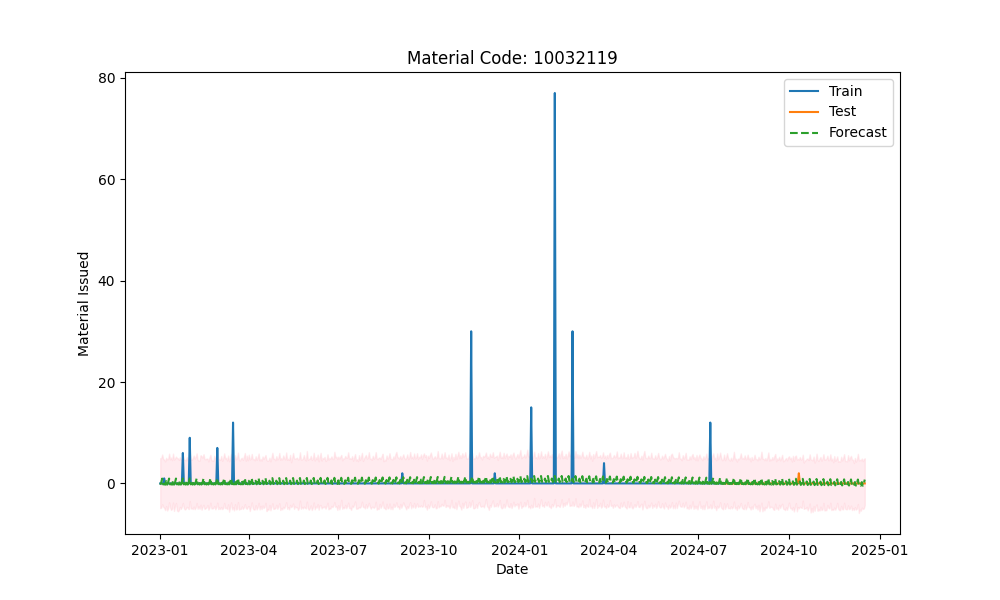 Material Code: 10032119
Train
Test
Forecast
Material Issued
80
60
40
20
0
2023-01 2023-04 2023-07 2023-10 2024-01 2024-04 2024-07 2024-10 2025-01
Date